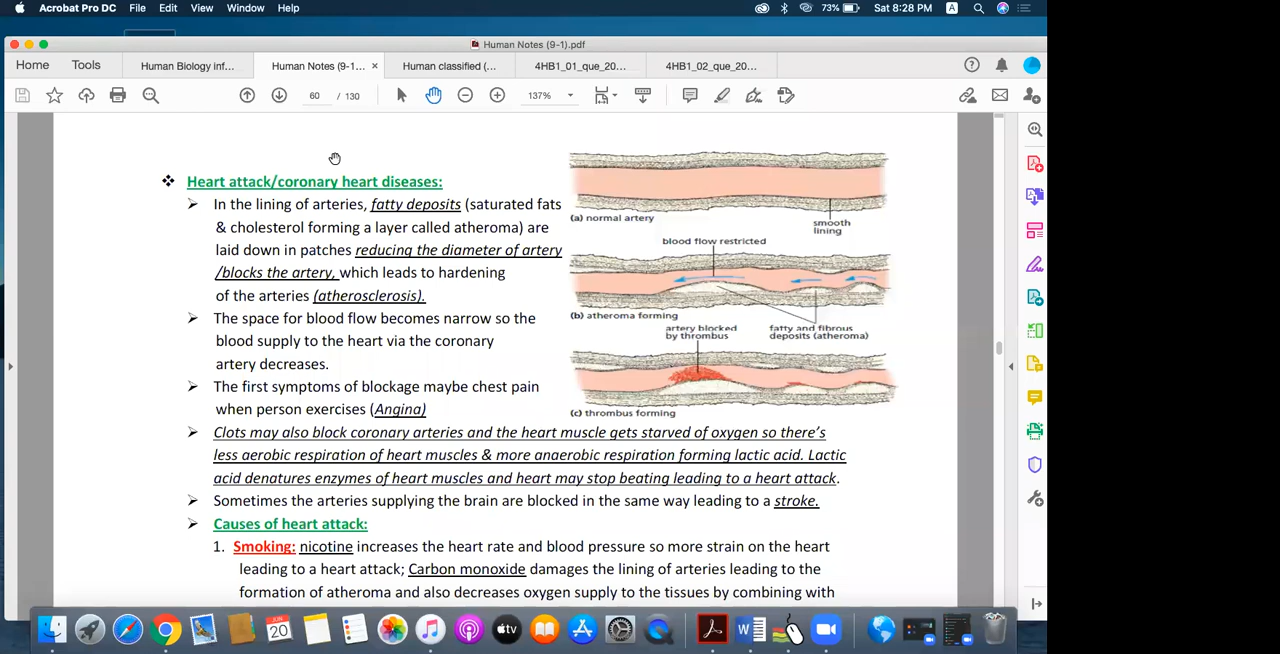 Acrobat Pro DC File Edit View Window Help 73% Sat 8:28 PM A
Human Notes (9-1).pdf
Home Tools Human Biology inf... Human Notes (9-1... × Human classified (... 4HB1_01_que_20... 4HB1_02_que_20...
60 / 130 137%
Heart attack/coronary heart diseases:
In the lining of arteries, fatty deposits (saturated fats
& cholesterol forming a layer called atheroma) are
laid down in patches reducing the diameter of artery
/blocks the artery, which leads to hardening
of the arteries (atherosclerosis).
The space for blood flow becomes narrow so the
blood supply to the heart via the coronary
artery decreases.
The first symptoms of blockage maybe chest pain
when person exercises (Angina)
(a) normal artery
smooth
lining
blood flow restricted
(b) atheroma forming
artery blocked
by thrombus
fatty and fibrous
deposits (atheroma)
(c) thrombus forming
Clots may also block coronary arteries and the heart muscle gets starved of oxygen so there's
less aerobic respiration of heart muscles & more anaerobic respiration forming lactic acid. Lactic
acid denatures enzymes of heart muscles and heart may stop beating leading to a heart attack.
Sometimes the arteries supplying the brain are blocked in the same way leading to a stroke.
Causes of heart attack:
1. Smoking: nicotine increases the heart rate and blood pressure so more strain on the heart
leading to a heart attack; Carbon monoxide damages the lining of arteries leading to the
formation of atheroma and also decreases oxygen supply to the tissues by combining with
JUN
20
tv
W